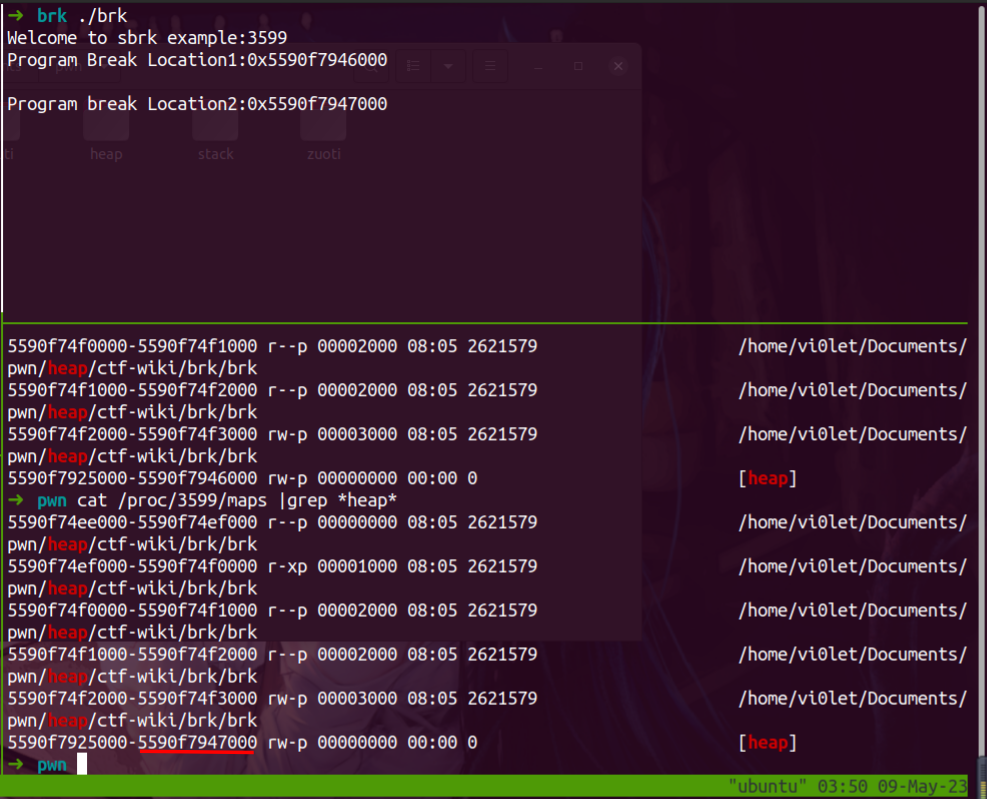 → brk ./brk
Welcome to sbrk example:3599
Program Break Location1:0x5590f7946000
Program break Location2:0x5590f7947000
ti heap stack zuoti
5590f74f0000-5590f74f1000 r--p 00002000 08:05 2621579 /home/vi0let/Documents/
pwn/heap/ctf-wiki/brk/brk
5590f74f1000-5590f74f2000 r--p 00002000 08:05 2621579 /home/vi0let/Documents/
pwn/heap/ctf-wiki/brk/brk
5590f74f2000-5590f74f3000 rw-p 00003000 08:05 2621579 /home/vi0let/Documents/
pwn/heap/ctf-wiki/brk/brk
5590f7925000-5590f7946000 rw-p 00000000 00:00 0 [heap]
→ pwn cat /proc/3599/maps |grep *heap*
5590f74ee000-5590f74ef000 r--p 00000000 08:05 2621579 /home/vi0let/Documents/
pwn/heap/ctf-wiki/brk/brk
5590f74ef000-5590f74f0000 r-xp 00001000 08:05 2621579 /home/vi0let/Documents/
pwn/heap/ctf-wiki/brk/brk
5590f74f0000-5590f74f1000 r--p 00002000 08:05 2621579 /home/vi0let/Documents/
pwn/heap/ctf-wiki/brk/brk
5590f74f1000-5590f74f2000 r--p 00002000 08:05 2621579 /home/vi0let/Documents/
pwn/heap/ctf-wiki/brk/brk
5590f74f2000-5590f74f3000 rw-p 00003000 08:05 2621579 /home/vi0let/Documents/
pwn/heap/ctf-wiki/brk/brk
5590f7925000-5590f7947000 rw-p 00000000 00:00 0 [heap]
→ pwn
"ubuntu" 03:50 09-May-23